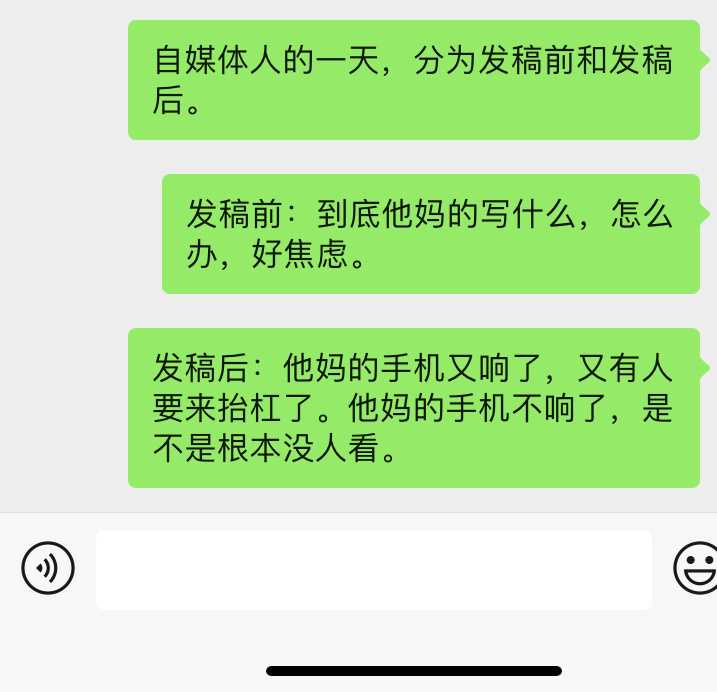 自媒体人的一天，分为发稿前和发稿
后。
发稿前：到底他妈的写什么，怎么
办，好焦虑。
发稿后：他妈的手机又响了，又有人
要来抬杠了。他妈的手机不响了，是
不是根本没人看。